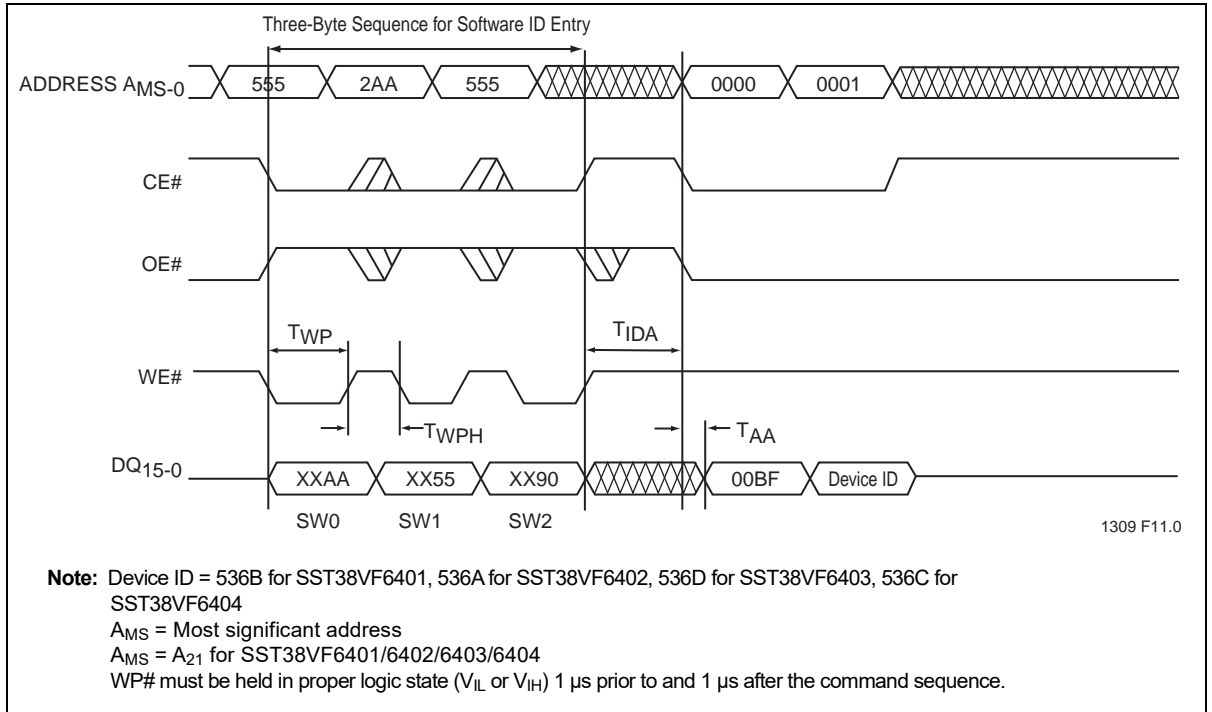 Three-Byte Sequence for Software ID Entry
ADDRESS AMS-0 555 2AA 555 0000 0001
CE#
OE#
TWP TIDA
WE#
TWPH TAA
DQ15-0 XXAA XX55 XX90 00BF Device ID
SW0 SW1 SW2
1309 F11.0
Note: Device ID = 536B for SST38VF6401, 536A for SST38VF6402, 536D for SST38VF6403, 536C for
SST38VF6404
AMS = Most significant address
AMS = A21 for SST38VF6401/6402/6403/6404
WP# must be held in proper logic state (VIL or VIH) 1 µs prior to and 1 µs after the command sequence.